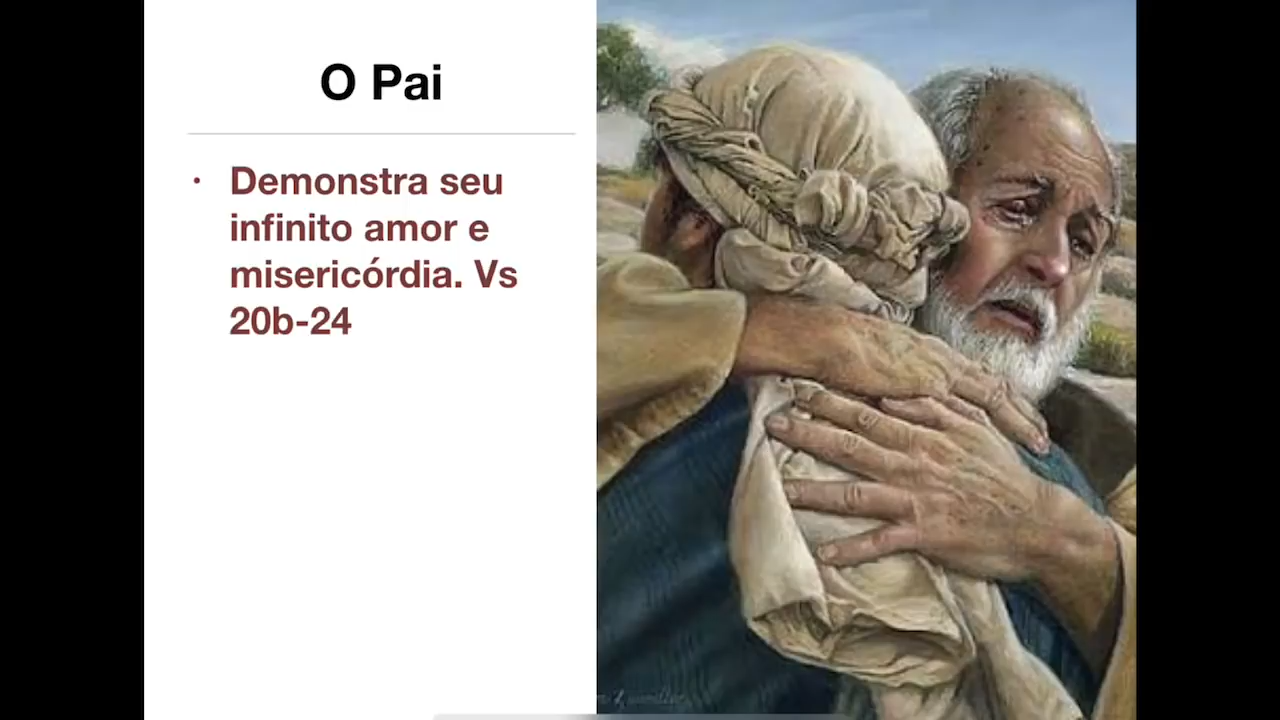 O Pai
• Demonstra seu
infinito amor e
misericórdia. Vs
20b-24